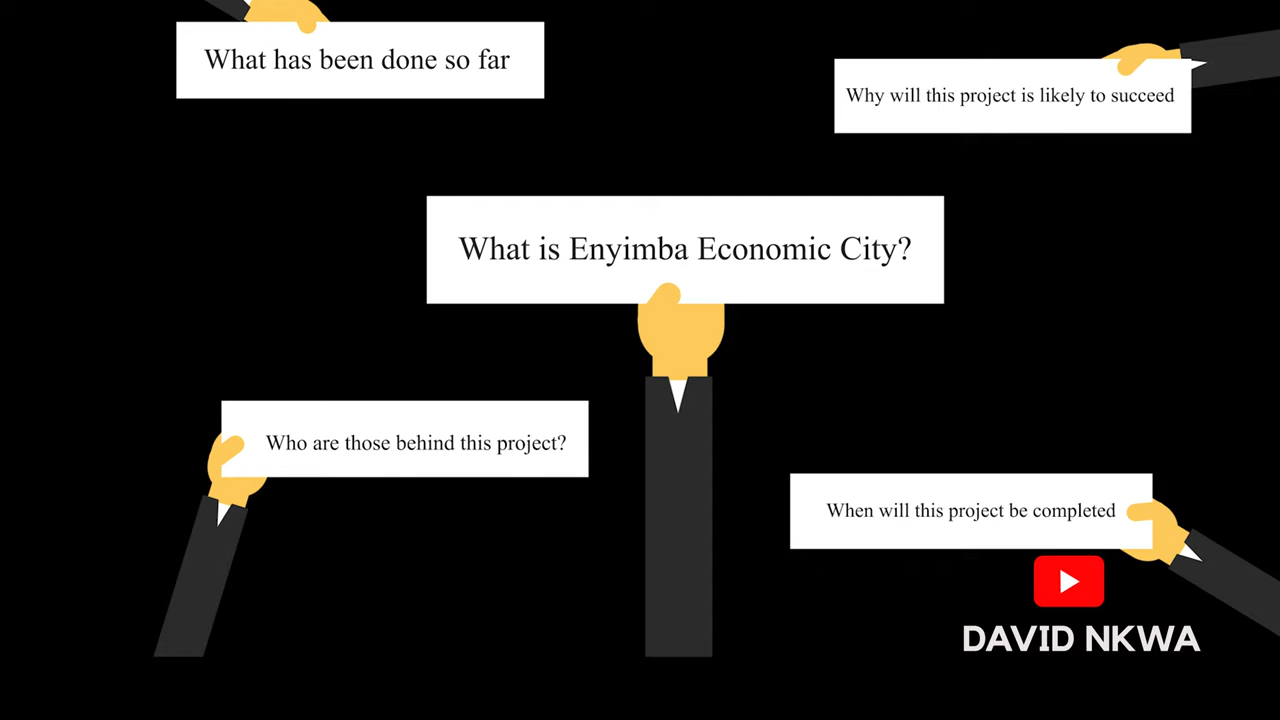 What has been done so far
Why will this project is likely to succeed
What is Enyimba Economic City?
Who are those behind this project?
When will this project be completed
DAVID NKWA